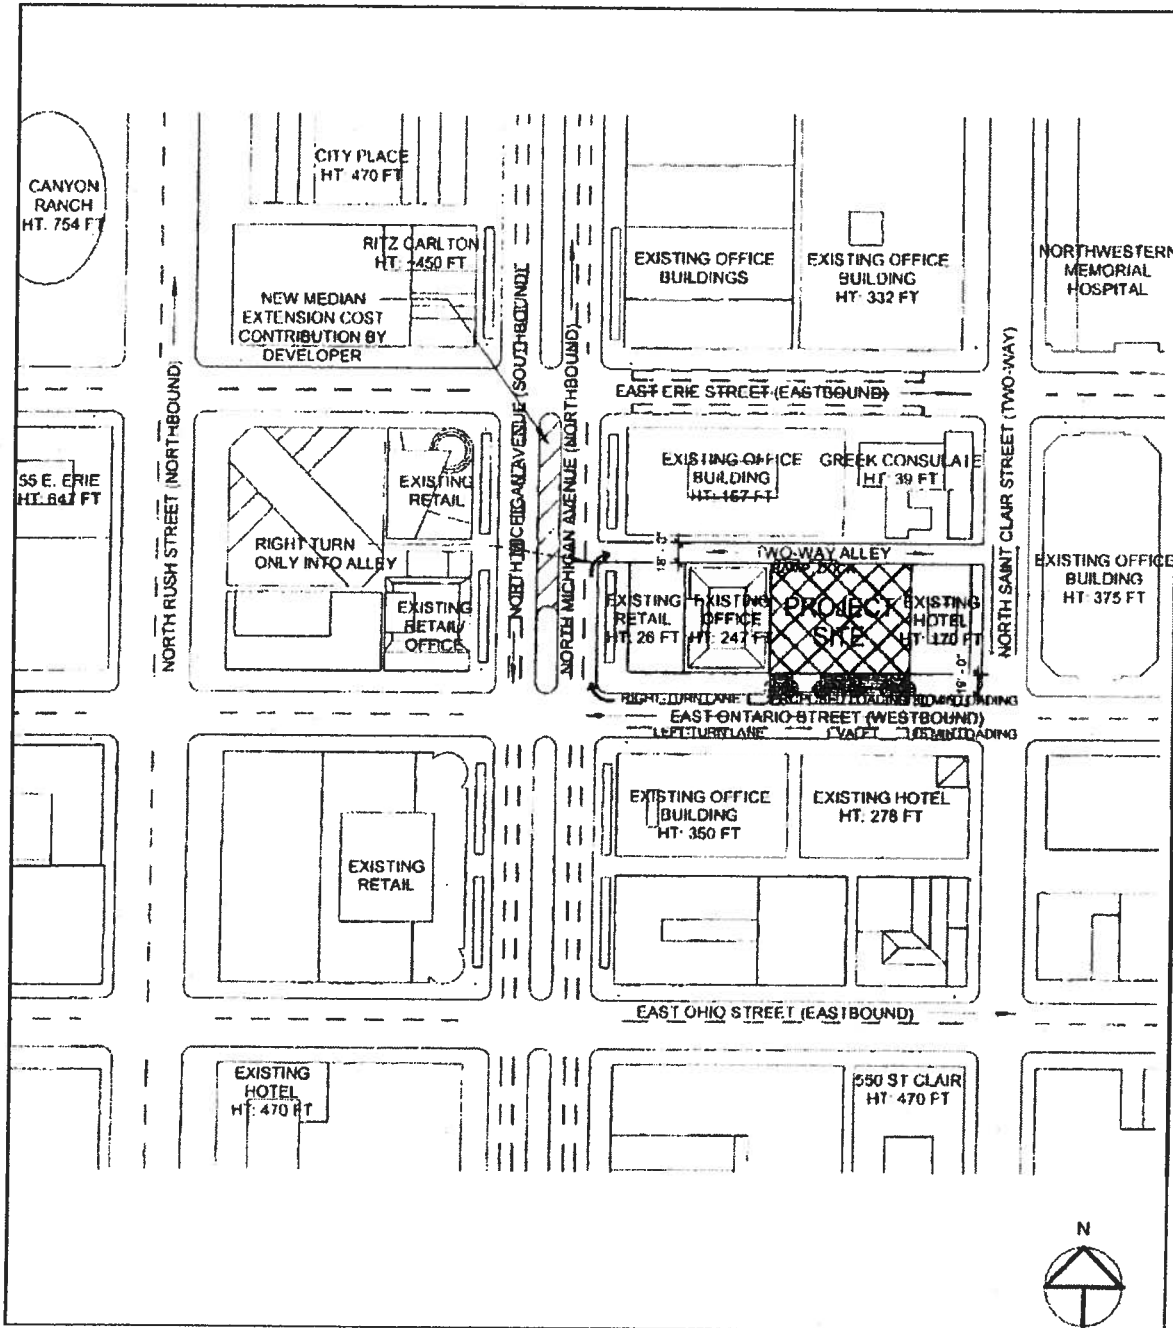 CITY PLACE
HT: 470 FT
CANYON
RANCH
HT. 754 FT
RITZ CARLTON
HT: ~450 FT
NEW MEDIAN
EXTENSION COST
CONTRIBUTION BY
DEVELOPER
EXISTING OFFICE
BUILDINGS
EXISTING OFFICE
BUILDING
HT: 332 FT
NORTHWESTERN
MEMORIAL
HOSPITAL
NORTH RUSH STREET (NORTHBOUND)
NORTH MICHIGAN AVENUE (SOUTHBOUND)
NORTH MICHIGAN AVENUE (NORTHBOUND)
NORTH SAINT CLAIR STREET (TWO-WAY)
EAST ERIE STREET (EASTBOUND)
55 E. ERIE
HT: 647 FT
EXISTING
RETAIL
RIGHT TURN
ONLY INTO ALLEY
EXISTING
RETAIL/
OFFICE
EXISTING OFFICE
BUILDING
HT: 167 FT
GREEK CONSULATE
HT: 39 FT
TWO-WAY ALLEY
EXISTING
RETAIL
HT: 26 FT
EXISTING
OFFICE
HT: 247 FT
PROJECT
SITE
EXISTING
HOTEL
HT: 170 FT
EXISTING OFFICE
BUILDING
HT: 375 FT
RIGHT-TURN LANE
EAST ONTARIO STREET (WESTBOUND)
LEFT-TURN LANE
VALET
EXISTING OFFICE
BUILDING
HT: 350 FT
EXISTING HOTEL
HT: 278 FT
EXISTING
RETAIL
EAST OHIO STREET (EASTBOUND)
EXISTING
HOTEL
HT: 470 FT
550 ST CLAIR
HT: 470 FT
N